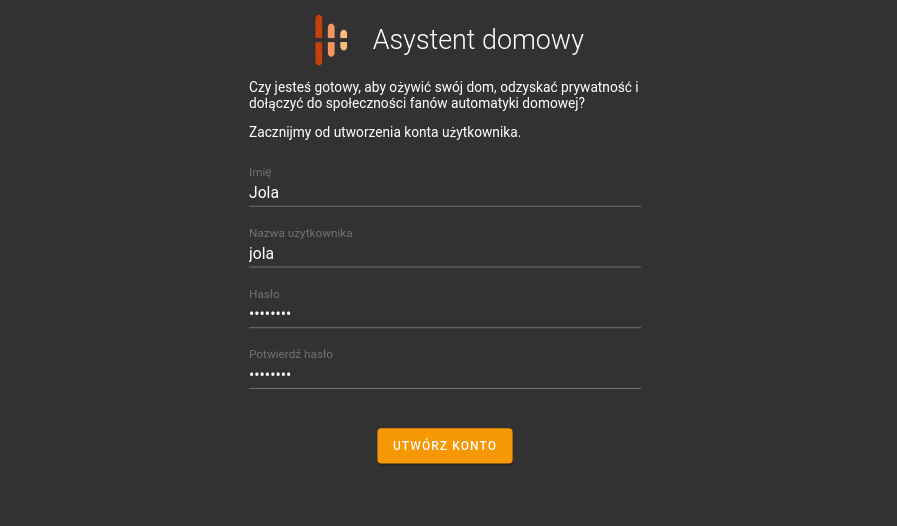 Asystent domowy
Czy jesteś gotowy, aby ożywić swój dom, odzyskać prywatność i
dołączyć do społeczności fanów automatyki domowej?
Zacznijmy od utworzenia konta użytkownika.
Imię
Jola
Nazwa użytkownika
jola
Hasło
••••••••
Potwierdź hasło
••••••••
UTWÓRZ KONTO